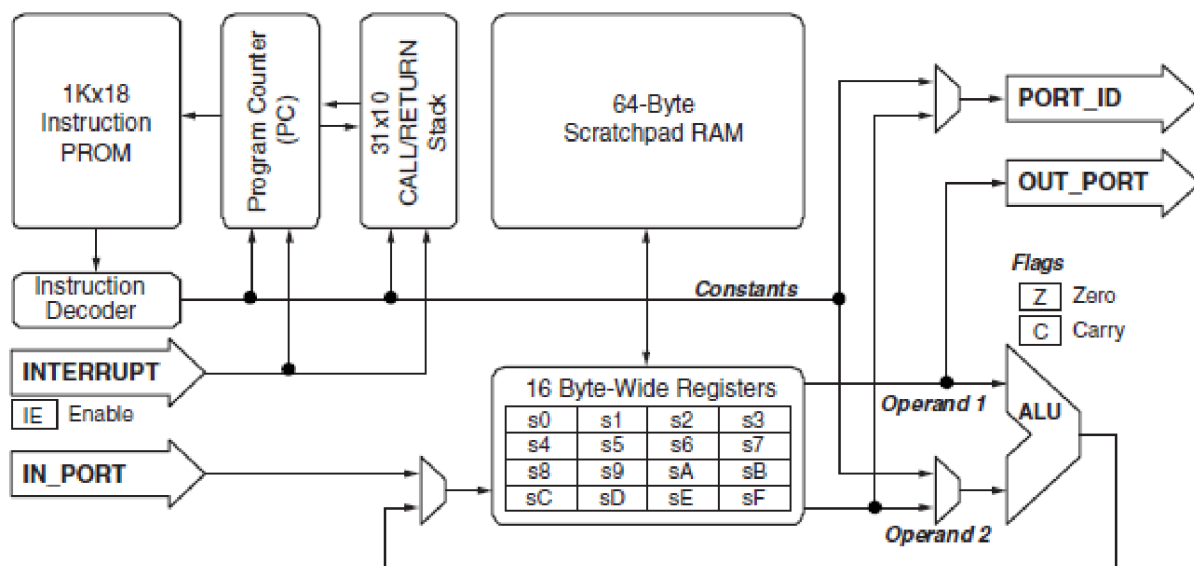 1Kx18
Instruction
PROM
Program Counter
(PC)
31x10
CALL/RETURN
Stack
64-Byte
Scratchpad RAM
PORT_ID
OUT_PORT
Instruction
Decoder
Constants
Flags
Z Zero
C Carry
INTERRUPT
IE Enable
16 Byte-Wide Registers
s0 s1 s2 s3
s4 s5 s6 s7
s8 s9 sA sB
sC sD sE sF
Operand 1
ALU
IN_PORT
Operand 2